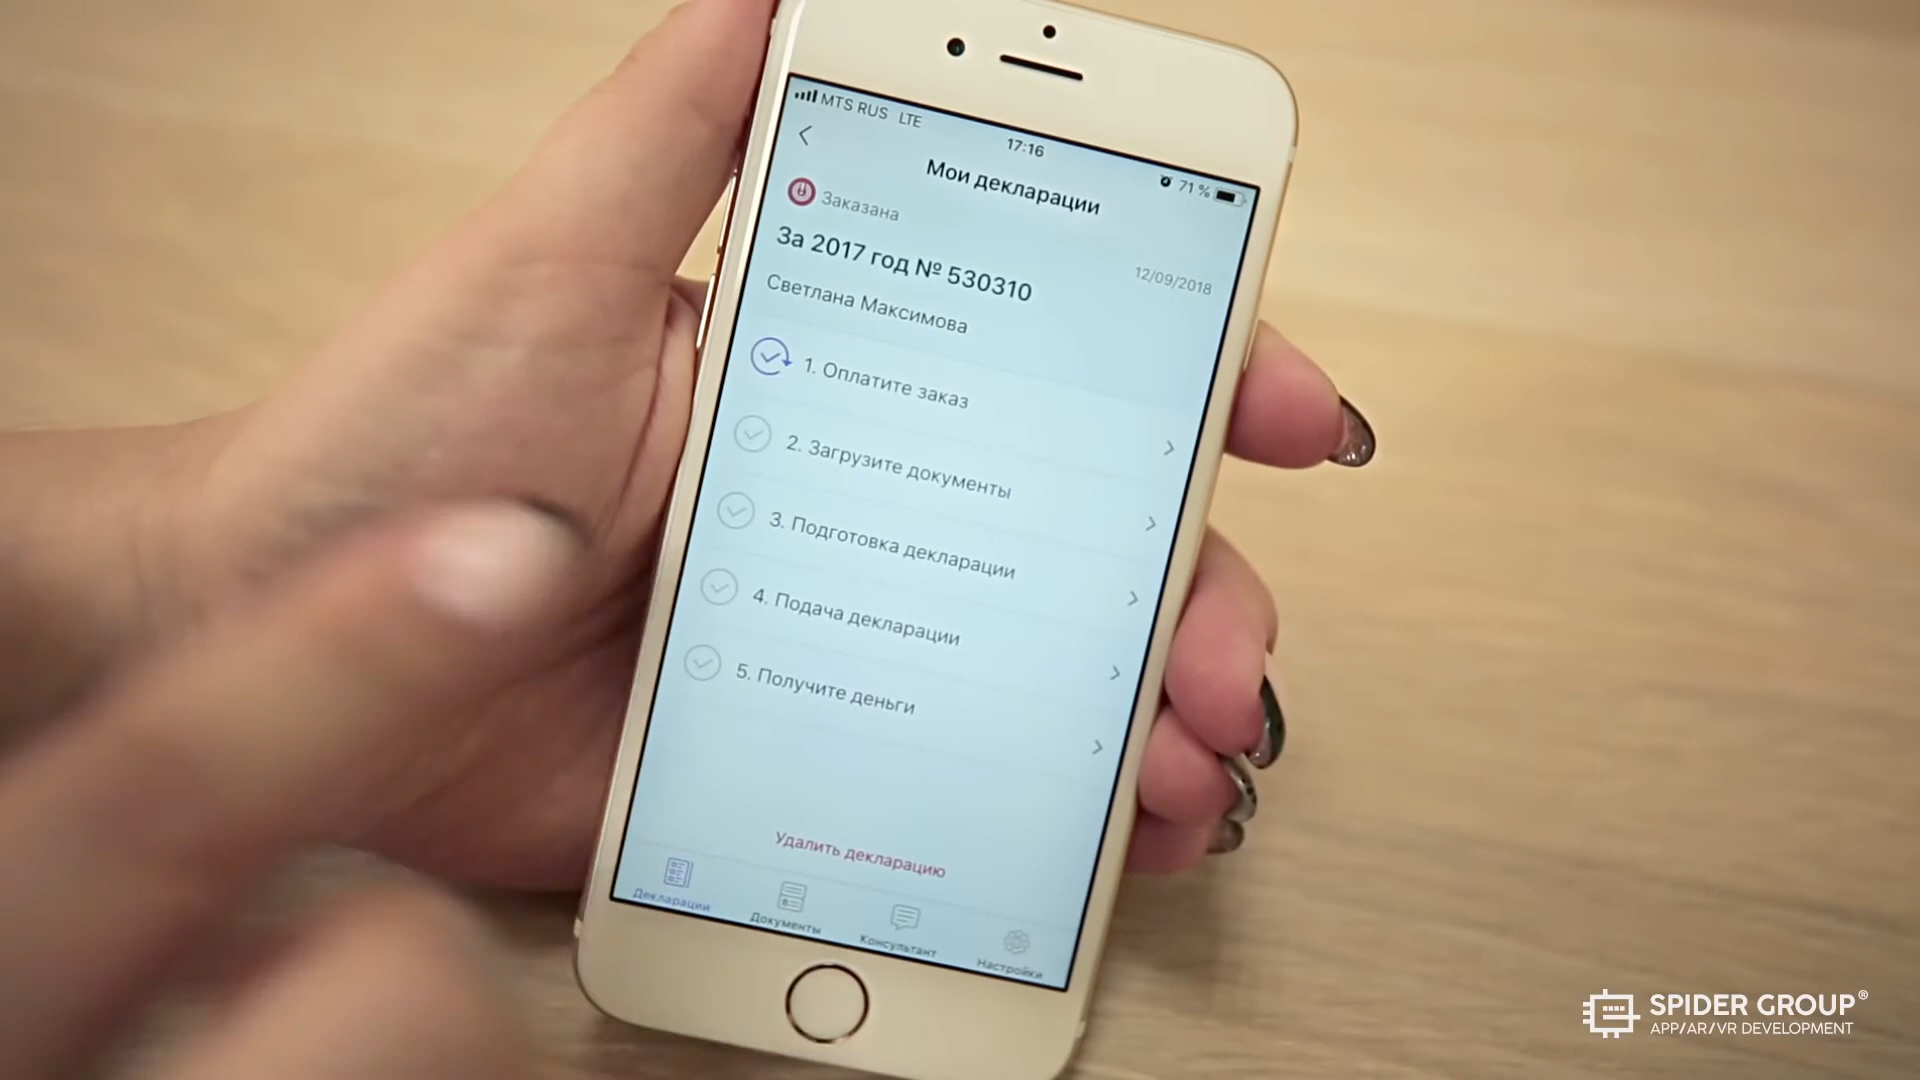 MTS RUS LTE
17:16
71 %
Мои декларации
Заказана
За 2017 год № 530310
12/09/2018
Светлана Максимова
1. Оплатите заказ
2. Загрузите документы
3. Подготовка декларации
4. Подача декларации
5. Получите деньги
Удалить декларацию
Декларации
Документы
Консультант
Настройки
SPIDER GROUP®
APP/AR/VR DEVELOPMENT